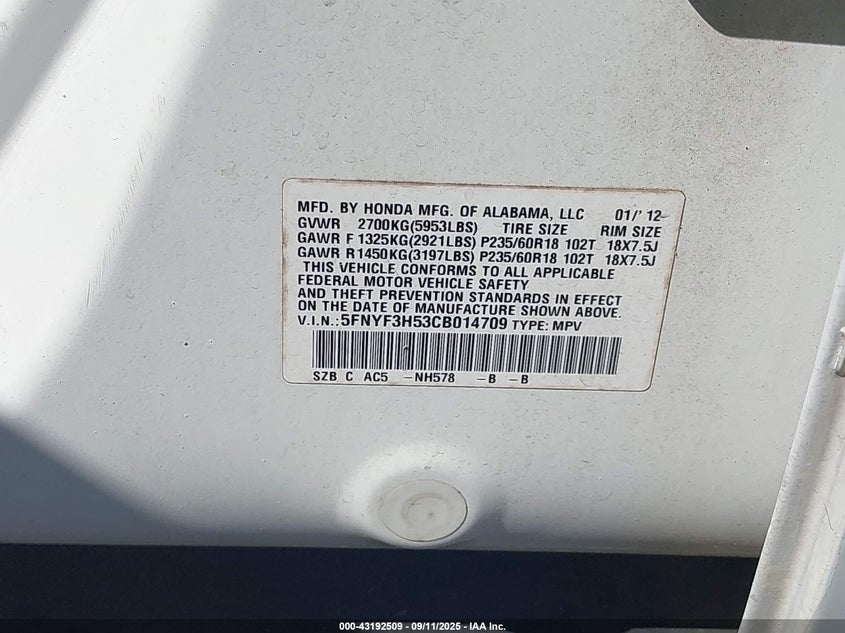 MFD. BY HONDA MFG. OF ALABAMA, LLC 01/'12
GVWR 2700KG(5953LBS) TIRE SIZE RIM SIZE
GAWR F 1325KG(2921LBS) P235/60R18 102T 18X7.5J
GAWR R1450KG(3197LBS) P235/60R18 102T 18X7.5J
THIS VEHICLE CONFORMS TO ALL APPLICABLE
FEDERAL MOTOR VEHICLE SAFETY
AND THEFT PREVENTION STANDARDS IN EFFECT
ON THE DATE OF MANUFACTURE SHOWN ABOVE.
V.I.N.:5FNYF3H53CB014709 TYPE: MPV
SZB C AC5 -NH578 -B -B
000-43192509 - 09/11/2025 - IAA Inc.